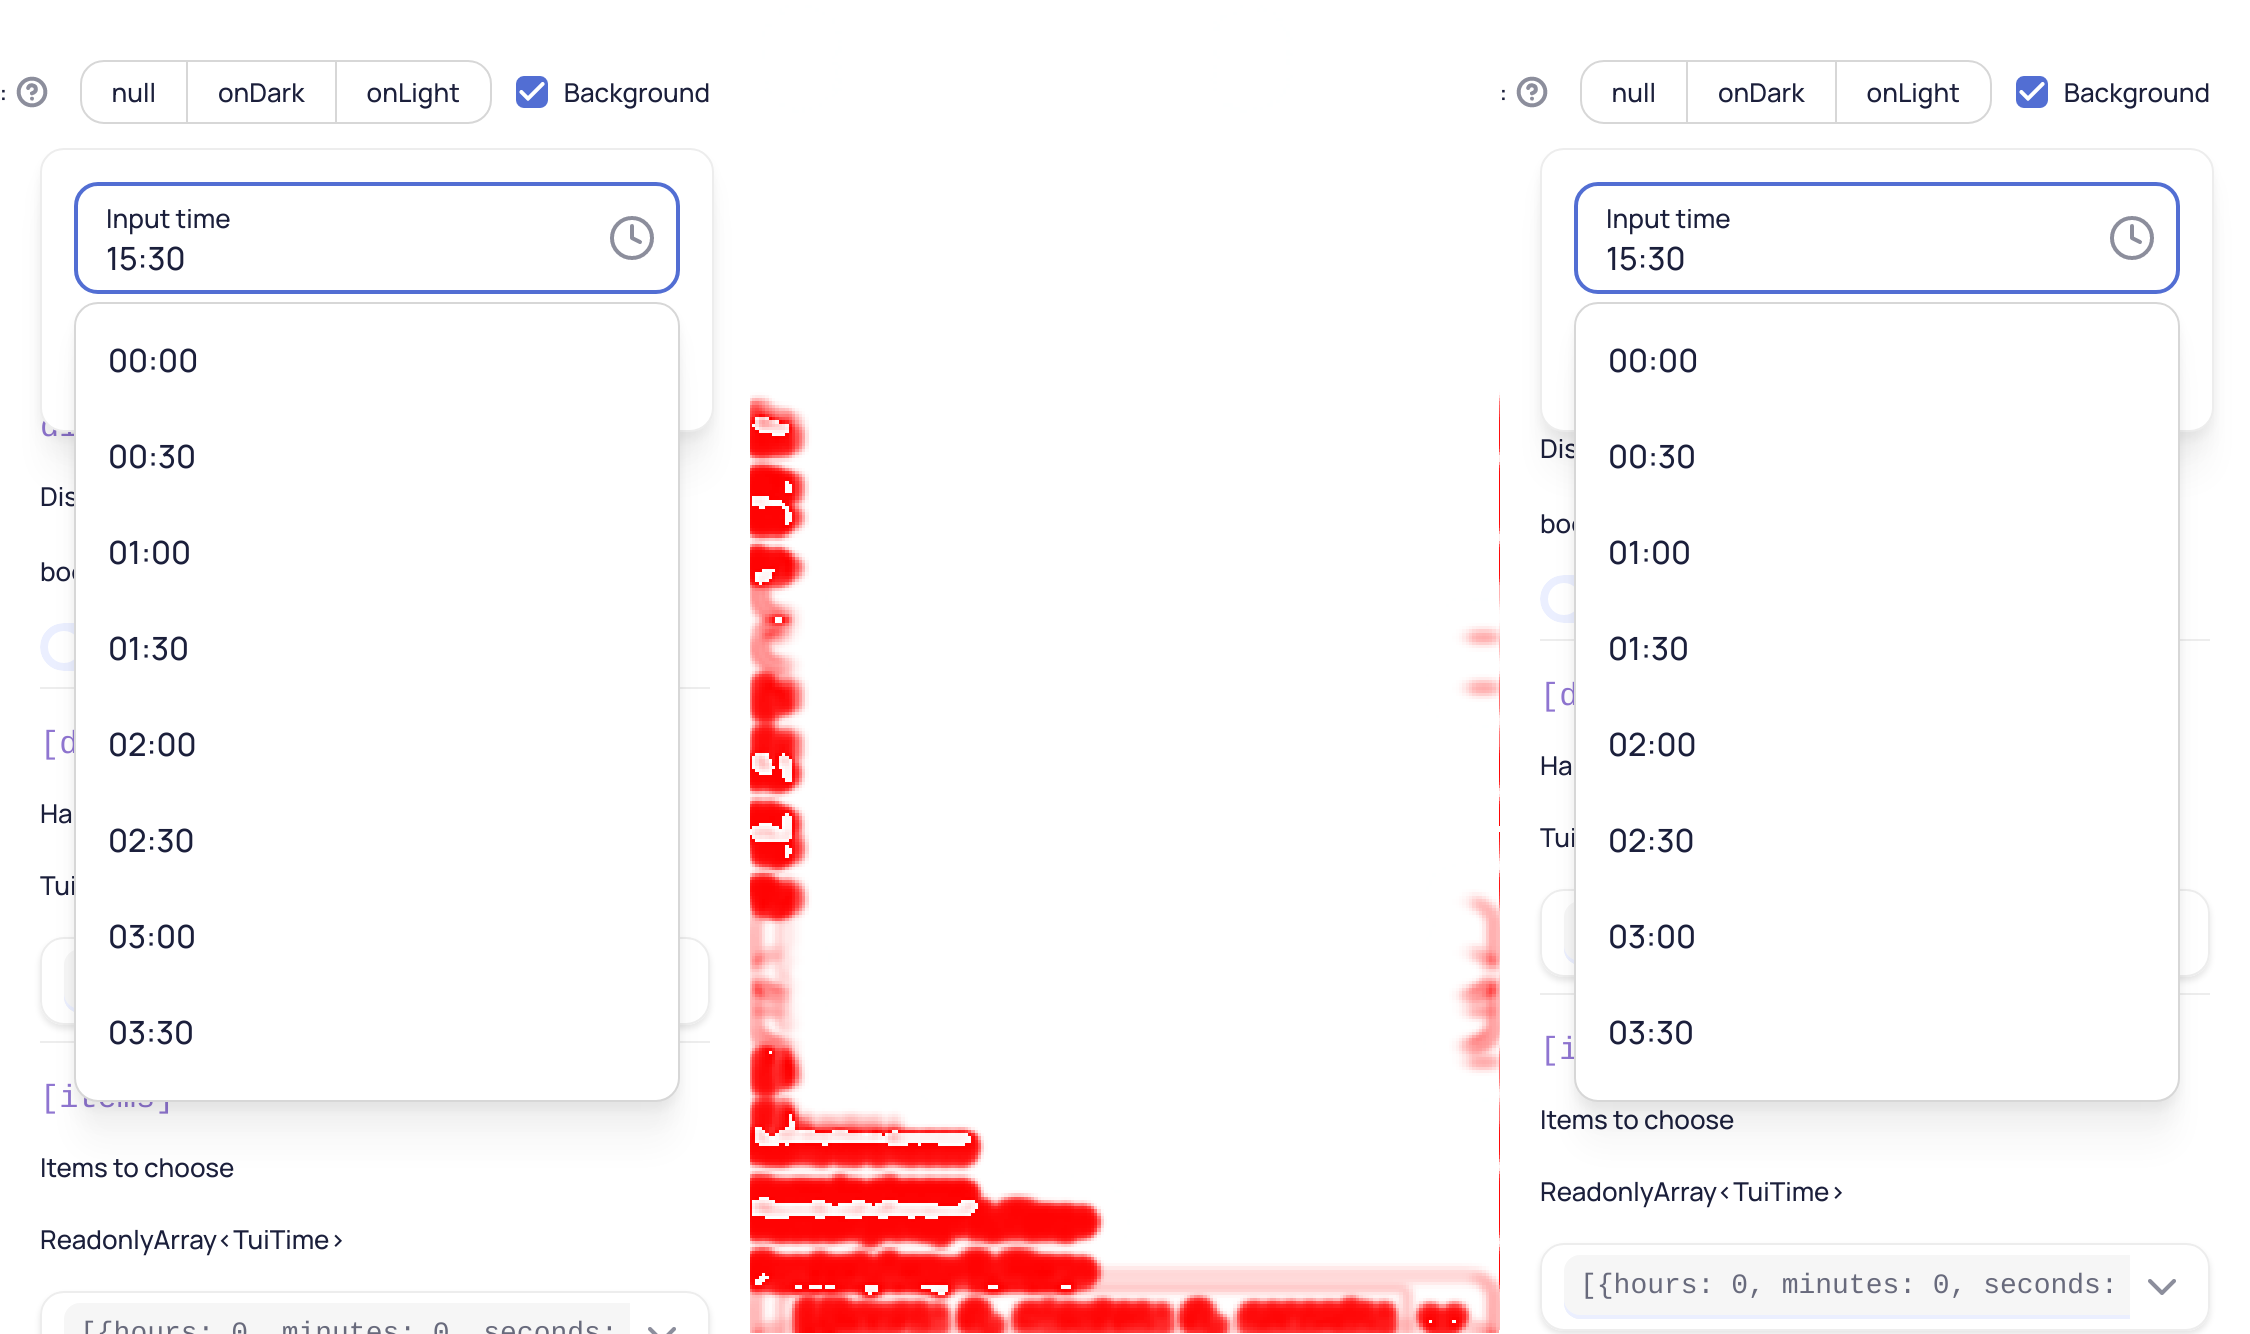 : null onDark onLight Background
Input time
15:30
00:00
00:30
Dis
01:00
boo
01:30
[d
02:00
Ha
02:30
Tui
03:00
03:30
[items]
Items to choose
ReadonlyArray<TuiTime>
[{hours: 0, minutes: 0, seconds:
: null onDark onLight Background
Input time
15:30
00:00
Dis
00:30
boo
01:00
01:30
[d
02:00
Ha
02:30
Tui
03:00
03:30
[i
Items to choose
ReadonlyArray<TuiTime>
[{hours: 0, minutes: 0, seconds: